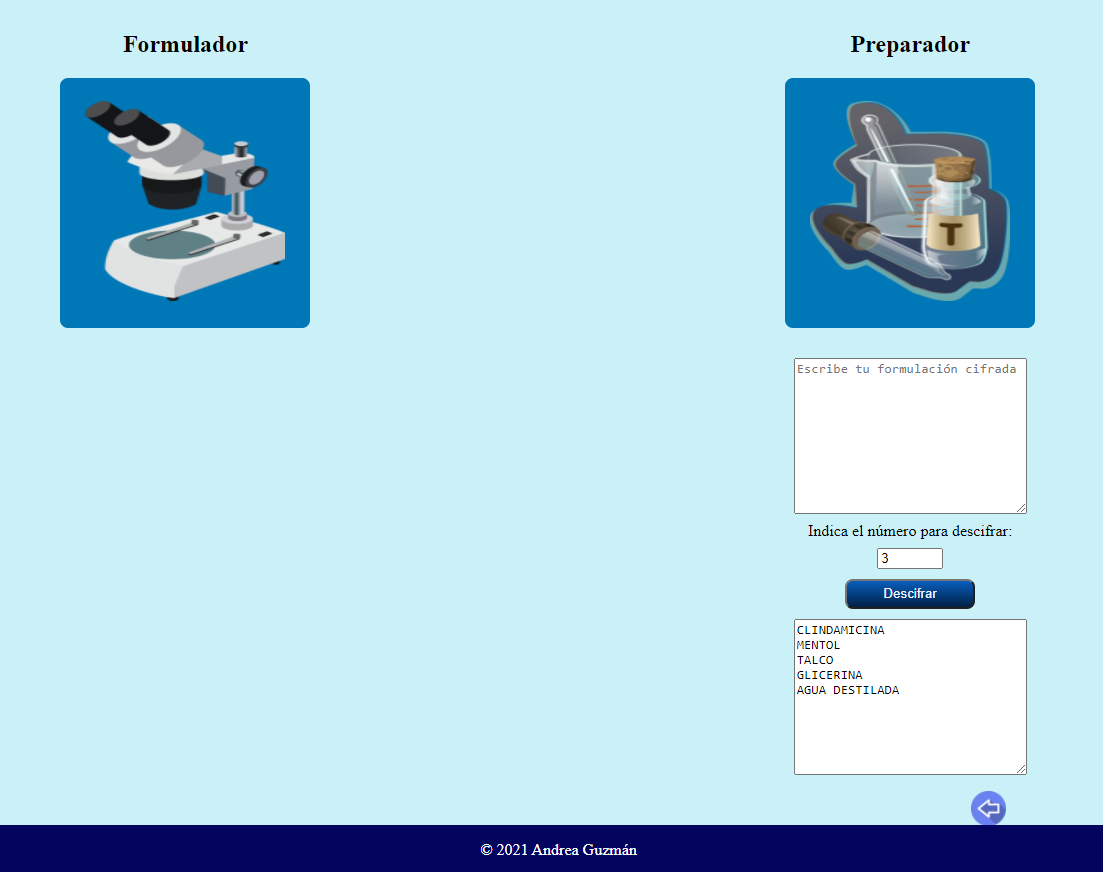 Formulador
Preparador
T
Escribe tu formulación cifrada
Indica el número para descifrar:
3
Descifrar
CLINDAMICINA
MENTOL
TALCO
GLICERINA
AGUA DESTILADA
© 2021 Andrea Guzmán